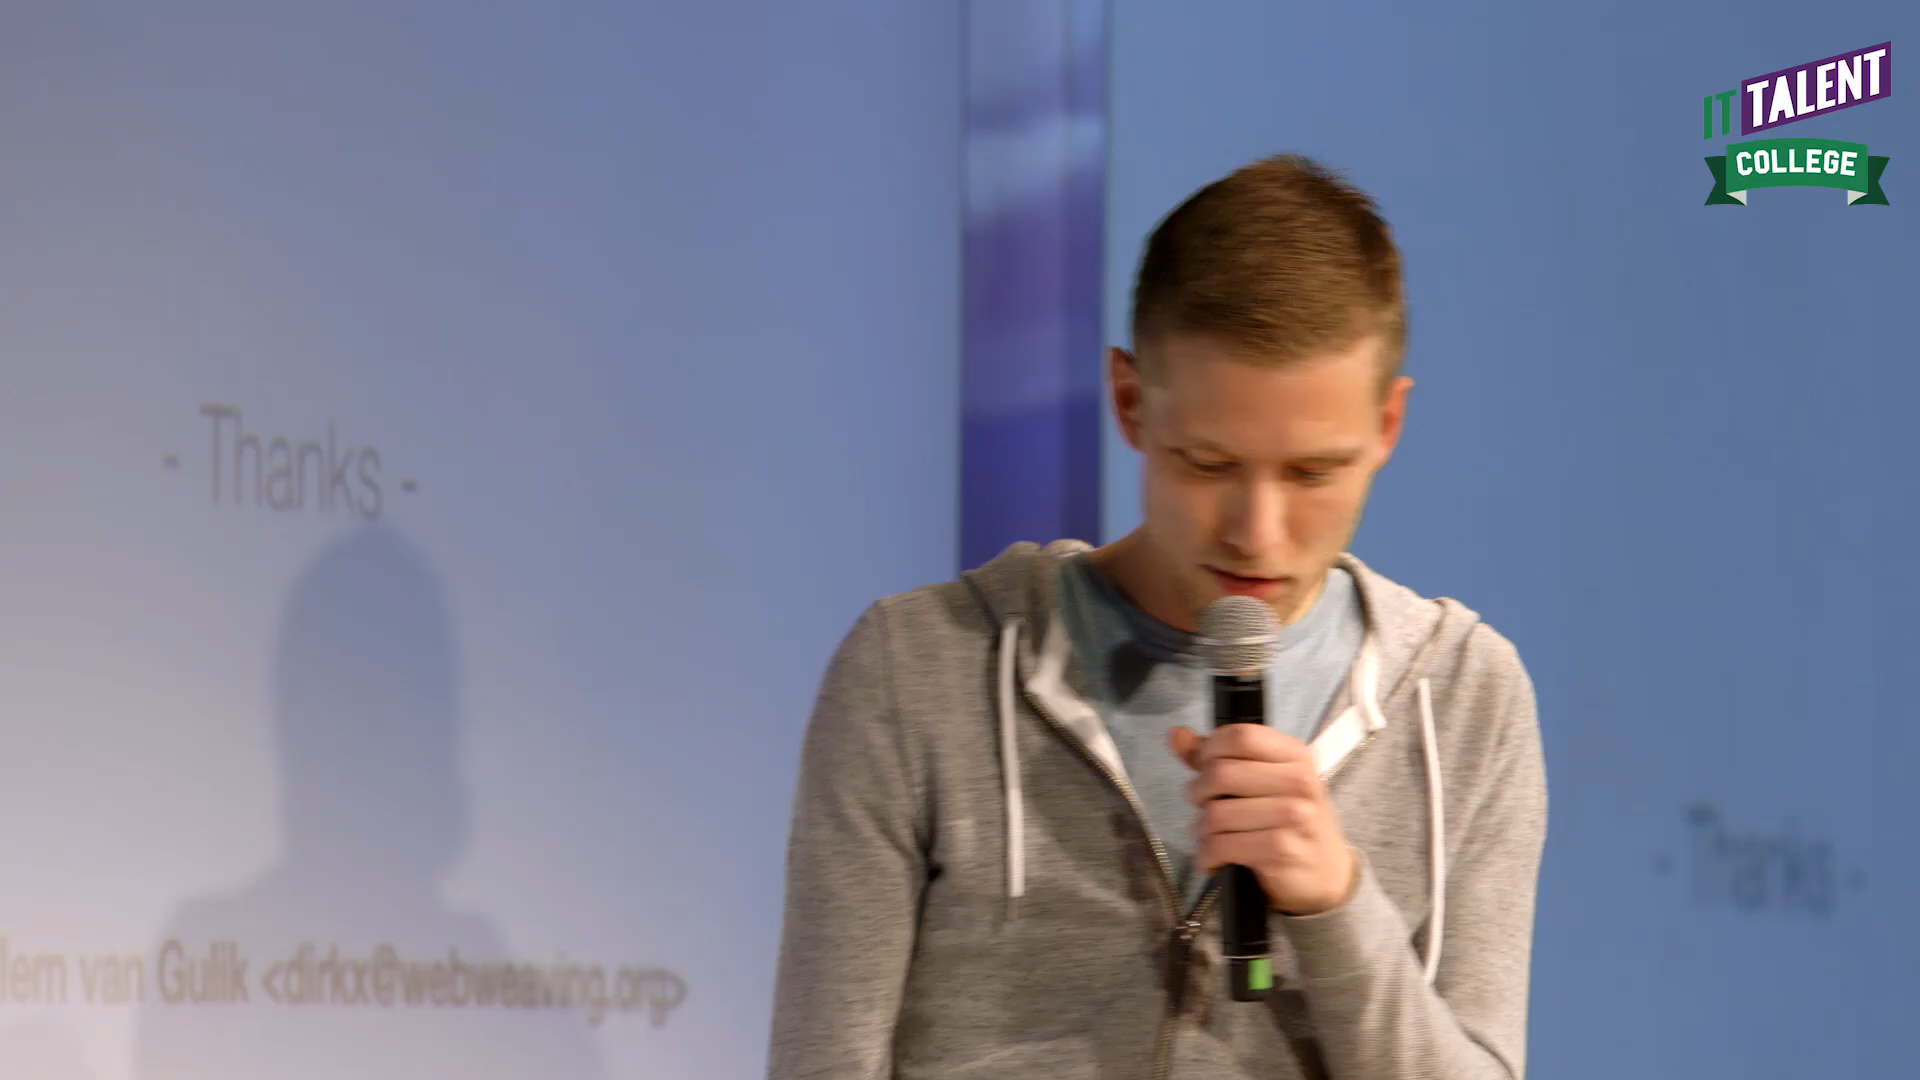 IT TALENT
COLLEGE
- Thanks -
van Gulik <dirkx@webweaving.org>
- Thanks -